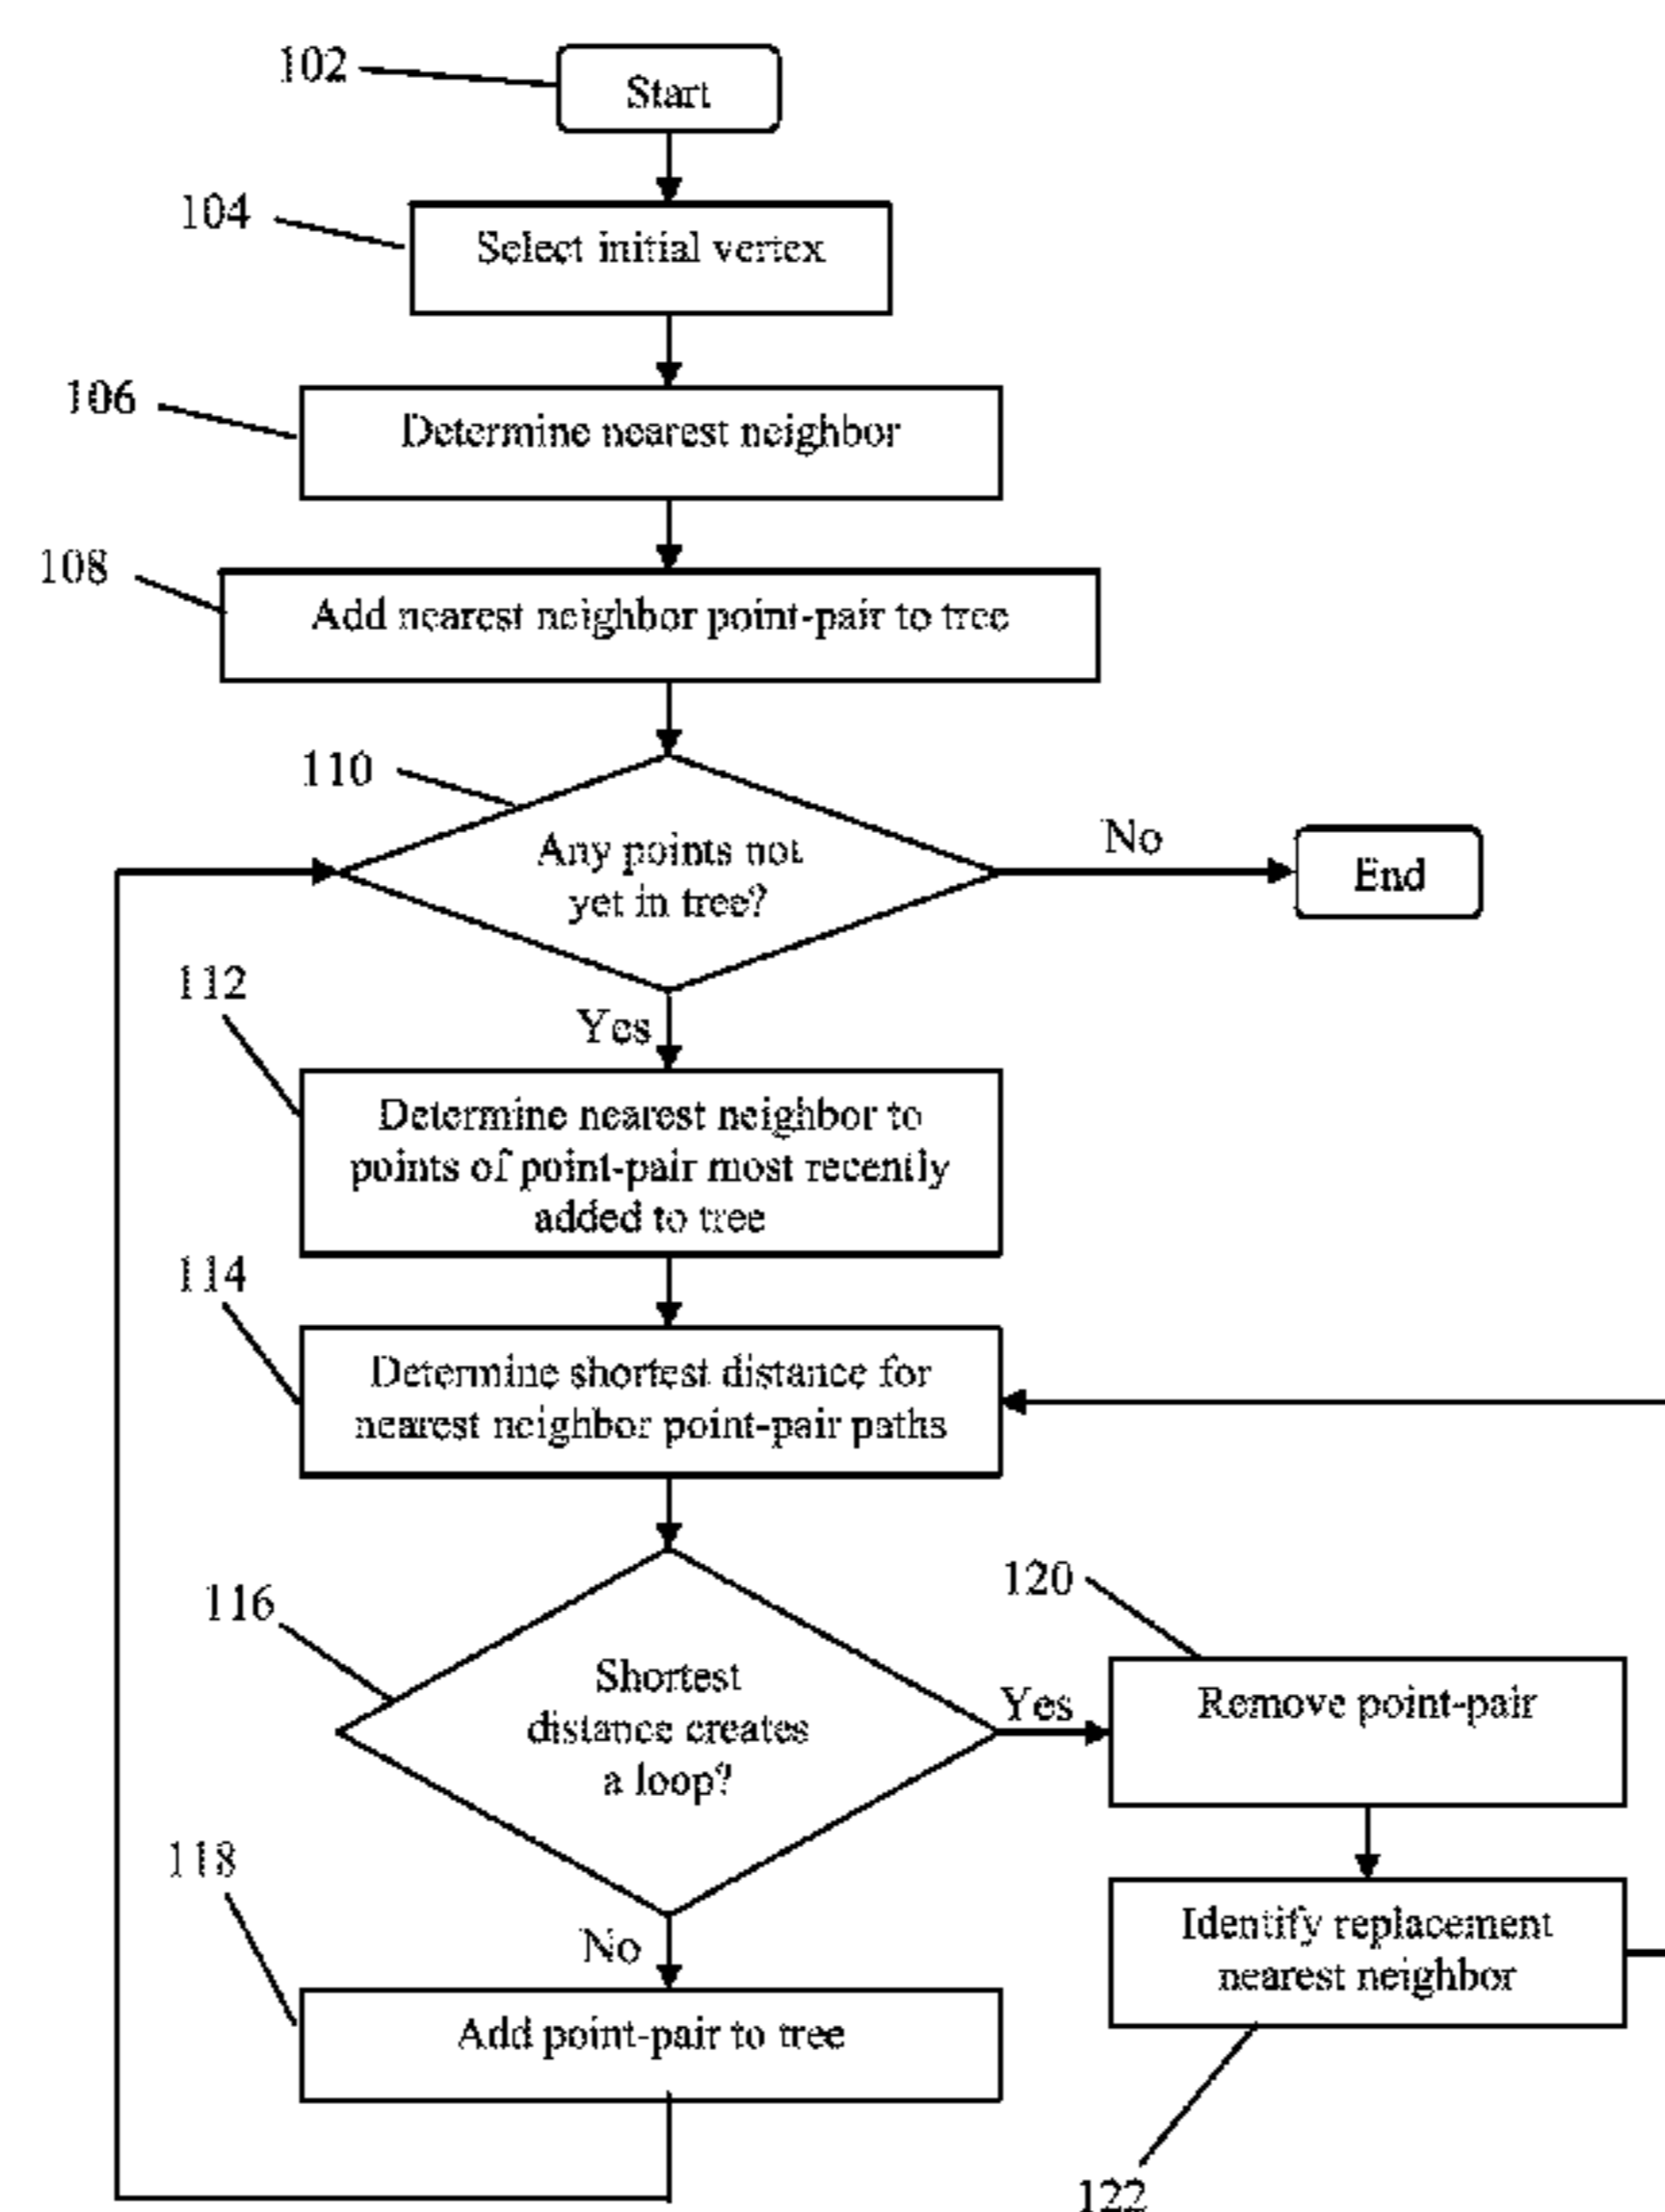 102
Start
104
Select initial vertex
106
Determine nearest neighbor
108
Add nearest neighbor point-pair to tree
110
Any points not
yet in tree?
No
End
112
Yes
Determine nearest neighbor to
points of point-pair most recently
added to tree
114
Determine shortest distance for
nearest neighbor point-pair paths
116
Shortest
distance creates
a loop?
Yes
120
Remove point-pair
118
No
Identify replacement
nearest neighbor
Add point-pair to tree
122